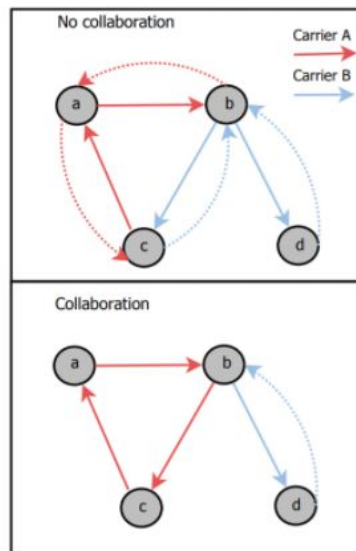 No collaboration
Carrier A
Carrier B
a
b
c
d
Collaboration
a
b
c
d